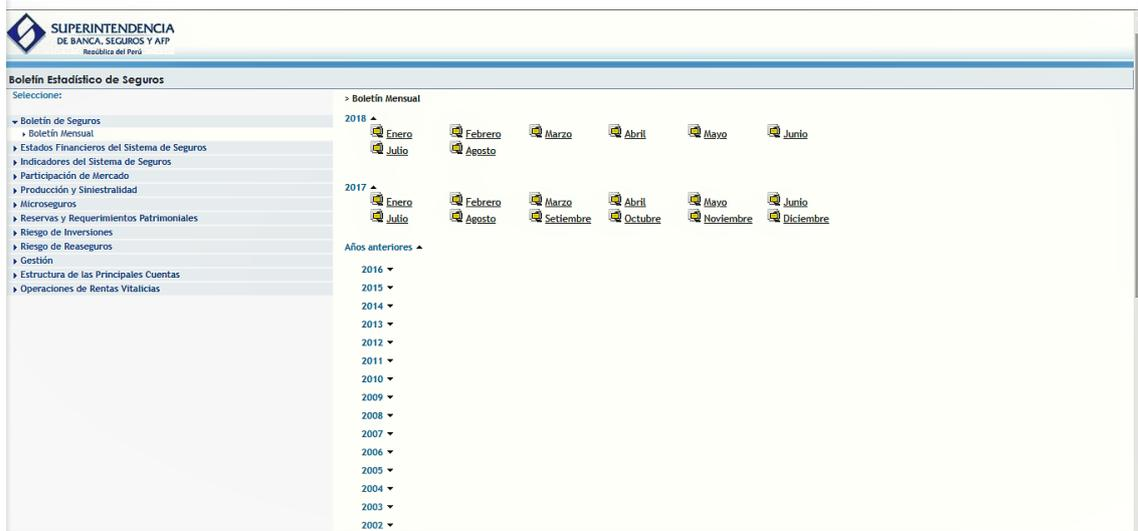 SUPERINTENDENCIA
DE BANCA, SEGUROS Y AFP
República del Perú
Boletín Estadístico de Seguros
Seleccione:
Boletín de Seguros
Boletín Mensual
Estados Financieros del Sistema de Seguros
Indicadores del Sistema de Seguros
Participación de Mercado
Producción y Siniestralidad
Microseguros
Reservas y Requerimientos Patrimoniales
Riesgo de Inversiones
Riesgo de Reaseguros
Gestión
Estructura de las Principales Cuentas
Operaciones de Rentas Vitalicias
> Boletín Mensual
2018
Enero Febrero Marzo Abril Mayo Junio
Julio Agosto
2017
Enero Febrero Marzo Abril Mayo Junio
Julio Agosto Setiembre Octubre Noviembre Diciembre
Años anteriores
2016
2015
2014
2013
2012
2011
2010
2009
2008
2007
2006
2005
2004
2003
2002